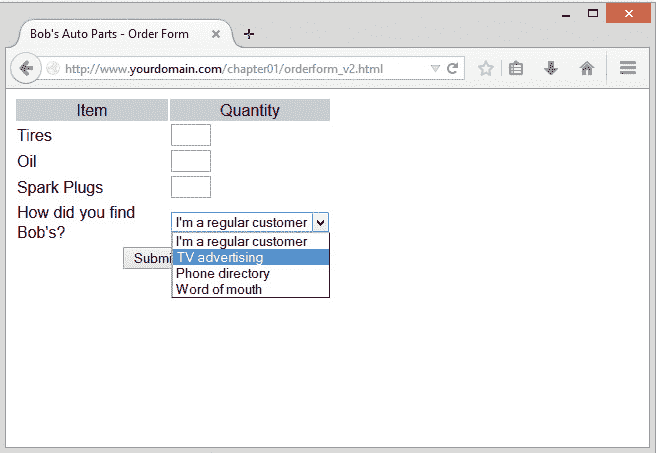 Bob's Auto Parts - Order Form
http://www.yourdomain.com/chapter01/orderform_v2.html
Item Quantity
Tires
Oil
Spark Plugs
How did you find
Bob's?
I'm a regular customer
I'm a regular customer
TV advertising
Phone directory
Word of mouth
Submi